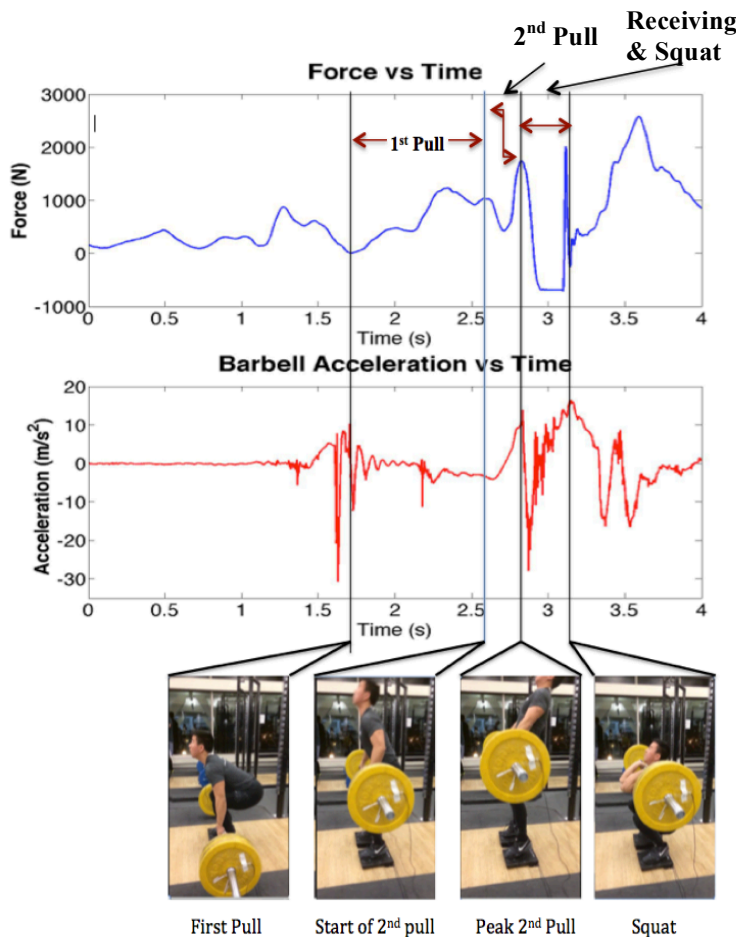 2nd Pull
Receiving
& Squat
Force vs Time
3000
2000
1000
0
-1000
Force (N)
1st Pull
0
0.5
1
1.5
2
2.5
3
3.5
4
Time (s)
Barbell Acceleration vs Time
20
10
0
-10
-20
-30
Acceleration (m/s²)
0
0.5
1
1.5
2
2.5
3
3.5
4
Time (s)
First Pull
Start of 2nd pull
Peak 2nd Pull
Squat